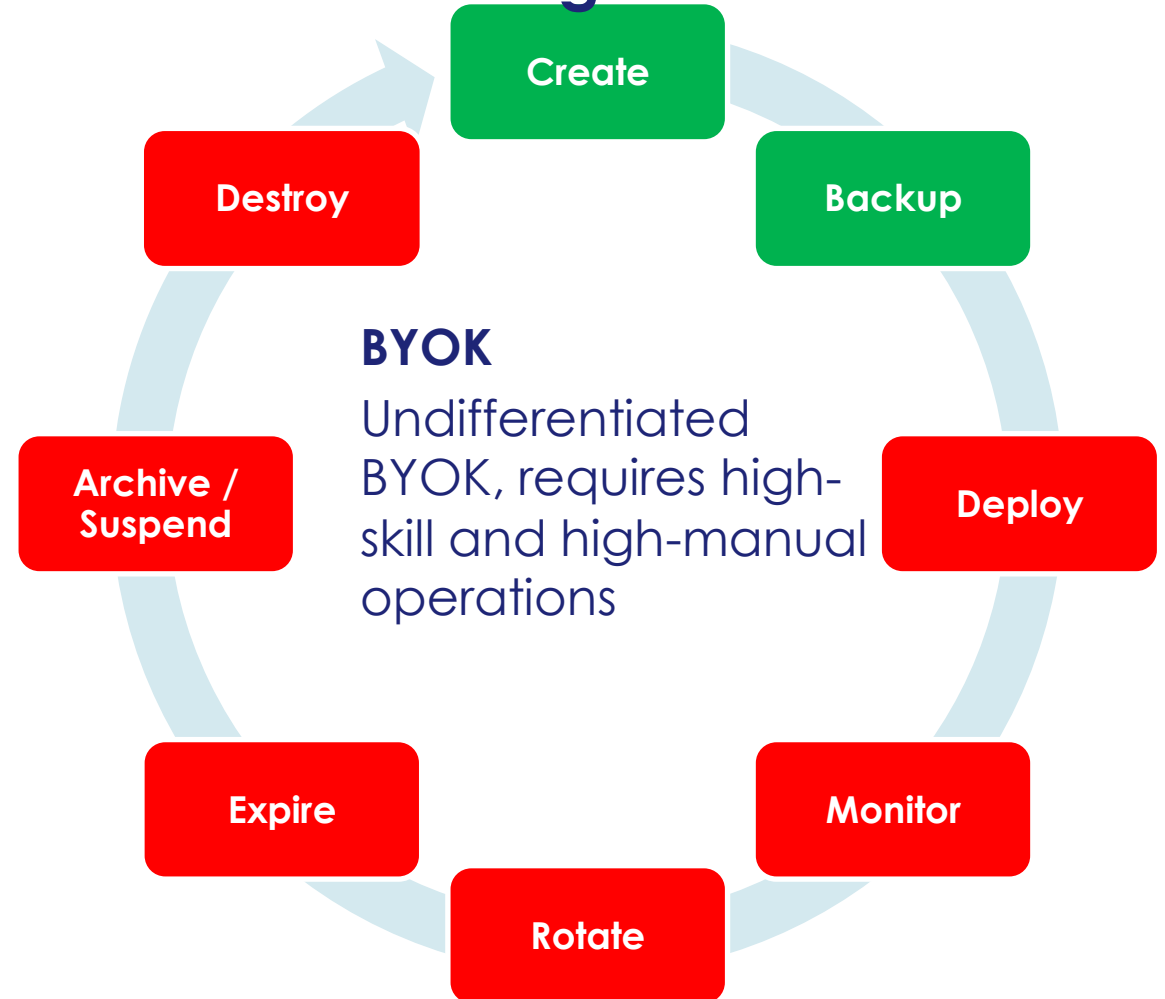 Create
Backup
Deploy
Monitor
Rotate
Expire
Archive /
Suspend
Destroy
BYOK
Undifferentiated
BYOK, requires high-
skill and high-manual
operations